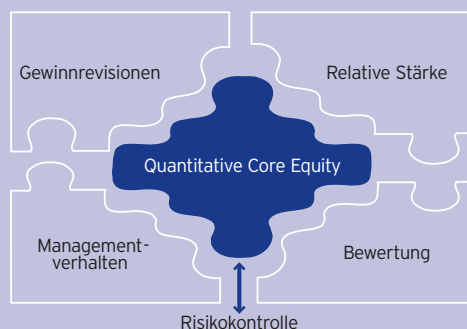 Gewinnrevisionen
Relative Stärke
Quantitative Core Equity
Management-
verhalten
Bewertung
Risikokontrolle